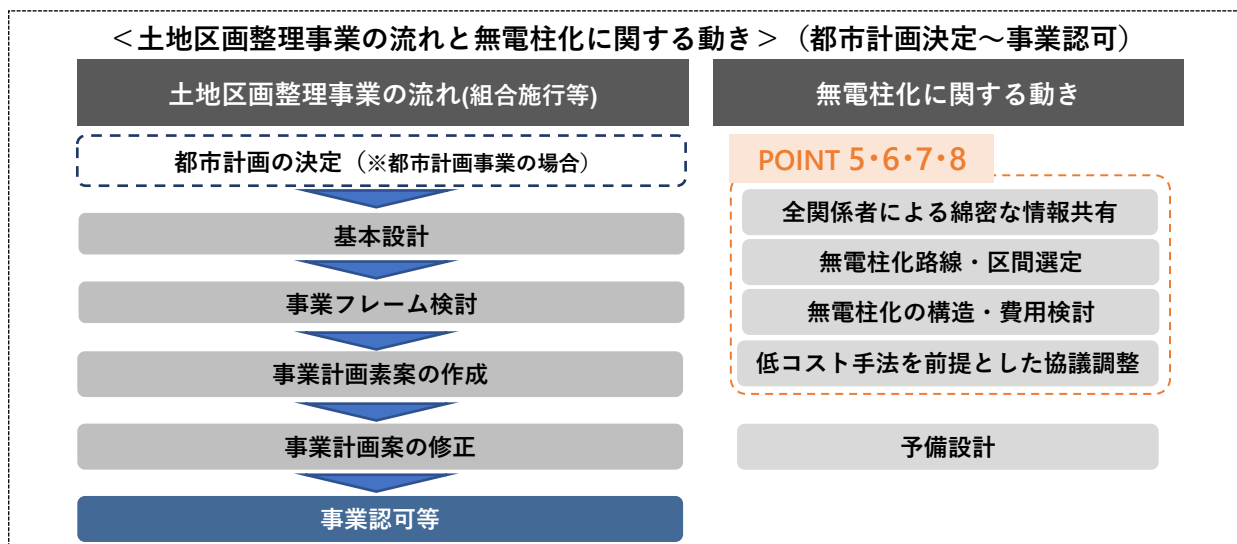 ＜土地区画整理事業の流れと無電柱化に関する動き＞（都市計画決定～事業認可）
土地区画整理事業の流れ(組合施行等)
都市計画の決定（※都市計画事業の場合）
基本設計
事業フレーム検討
事業計画素案の作成
事業計画案の修正
事業認可等
無電柱化に関する動き
POINT 5･6･7･8
全関係者による綿密な情報共有
無電柱化路線・区間選定
無電柱化の構造・費用検討
低コスト手法を前提とした協議調整
予備設計